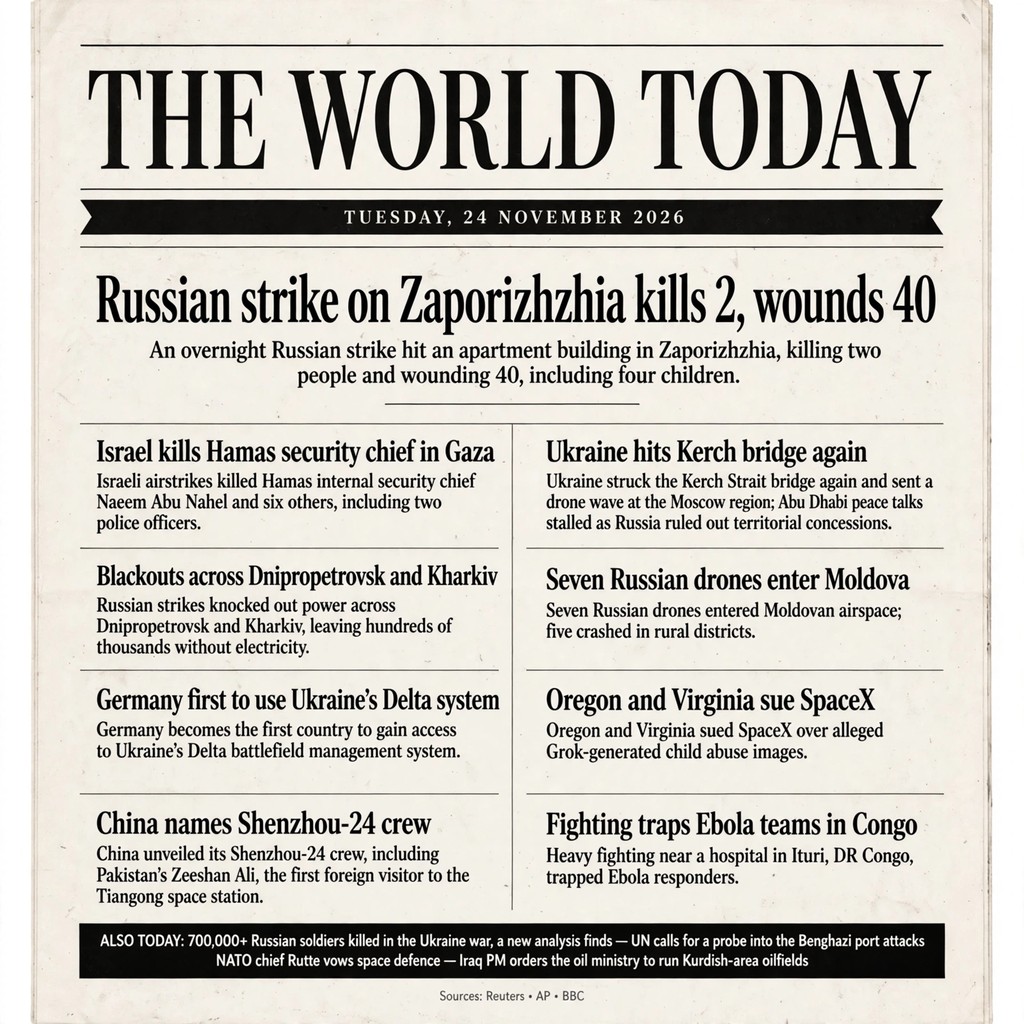 THE WORLD TODAY
TUESDAY, 24 NOVEMBER 2026
Russian strike on Zaporizhzhia kills 2, wounds 40
An overnight Russian strike hit an apartment building in Zaporizhzhia, killing two
people and wounding 40, including four children.
Israel kills Hamas security chief in Gaza
Israeli airstrikes killed Hamas internal security chief
Naeem Abu Nahel and six others, including two
police officers.
Blackouts across Dnipropetrovsk and Kharkiv
Russian strikes knocked out power across
Dnipropetrovsk and Kharkiv, leaving hundreds of
thousands without electricity.
Germany first to use Ukraine's Delta system
Germany becomes the first country to gain access
to Ukraine's Delta battlefield management system.
China names Shenzhou-24 crew
China unveiled its Shenzhou-24 crew, including
Pakistan's Zeeshan Ali, the first foreign visitor to the
Tiangong space station.
Ukraine hits Kerch bridge again
Ukraine struck the Kerch Strait bridge again and sent a
drone wave at the Moscow region; Abu Dhabi peace talks
stalled as Russia ruled out territorial concessions.
Seven Russian drones enter Moldova
Seven Russian drones entered Moldovan airspace;
five crashed in rural districts.
Oregon and Virginia sue SpaceX
Oregon and Virginia sued SpaceX over alleged
Grok-generated child abuse images.
Fighting traps Ebola teams in Congo
Heavy fighting near a hospital in Ituri, DR Congo,
trapped Ebola responders.
ALSO TODAY: 700,000+ Russian soldiers killed in the Ukraine war, a new analysis finds — UN calls for a probe into the Benghazi port attacks
NATO chief Rutte vows space defence — Iraq PM orders the oil ministry to run Kurdish-area oilfields
Sources: Reuters • AP • BBC